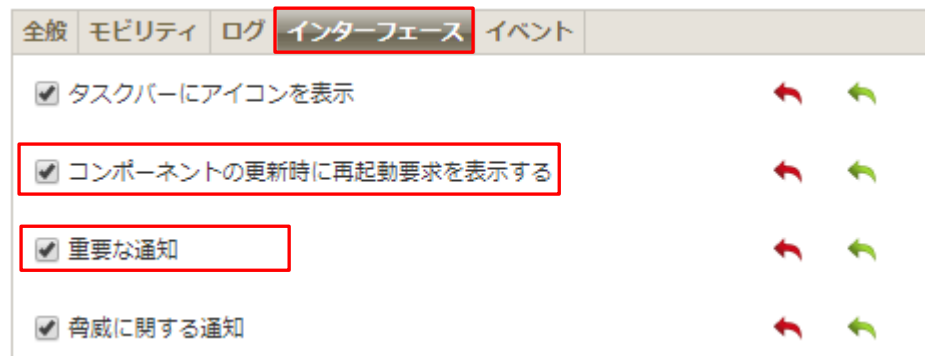 全般 モビリティ ログ インターフェース イベント
タスクバーにアイコンを表示
コンポーネントの更新時に再起動要求を表示する
重要な通知
脅威に関する通知